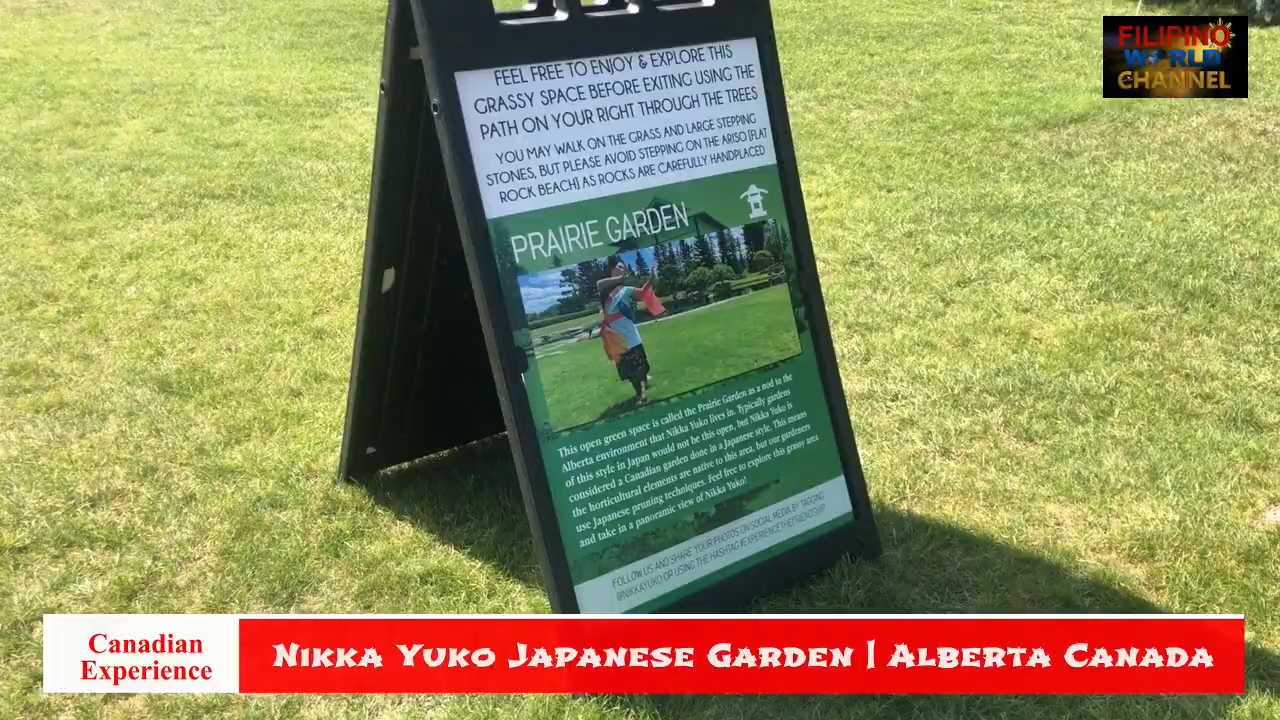 FILIPINO
WORLD
CHANNEL
FEEL FREE TO ENJOY & EXPLORE THIS
GRASSY SPACE BEFORE EXITING USING THE
PATH ON YOUR RIGHT THROUGH THE TREES
YOU MAY WALK ON THE GRASS AND LARGE STEPPING
STONES, BUT PLEASE AVOID STEPPING ON THE ARISO [FLAT
ROCK BEACH] AS ROCKS ARE CAREFULLY HANDPLACED
PRAIRIE GARDEN
This open green space is called the Prairie Garden as a nod to the
Alberta environment that Nikka Yuko lives in. Typically gardens
of this style in Japan would not be this open, but Nikka Yuko is
considered a Canadian garden done in a Japanese style. This means
the horticultural elements are native to this area, but our gardeners
use Japanese pruning techniques. Feel free to explore this grassy area
and take in a panoramic view of Nikka Yuko!
FOLLOW US AND SHARE YOUR PHOTOS ON SOCIAL MEDIA BY TAGGING
@NIKKAYUKO OR USING THE HASHTAG #EXPERIENCETHEFRIENDSHIP
Canadian
Experience
Nikka Yuko Japanese Garden | Alberta Canada